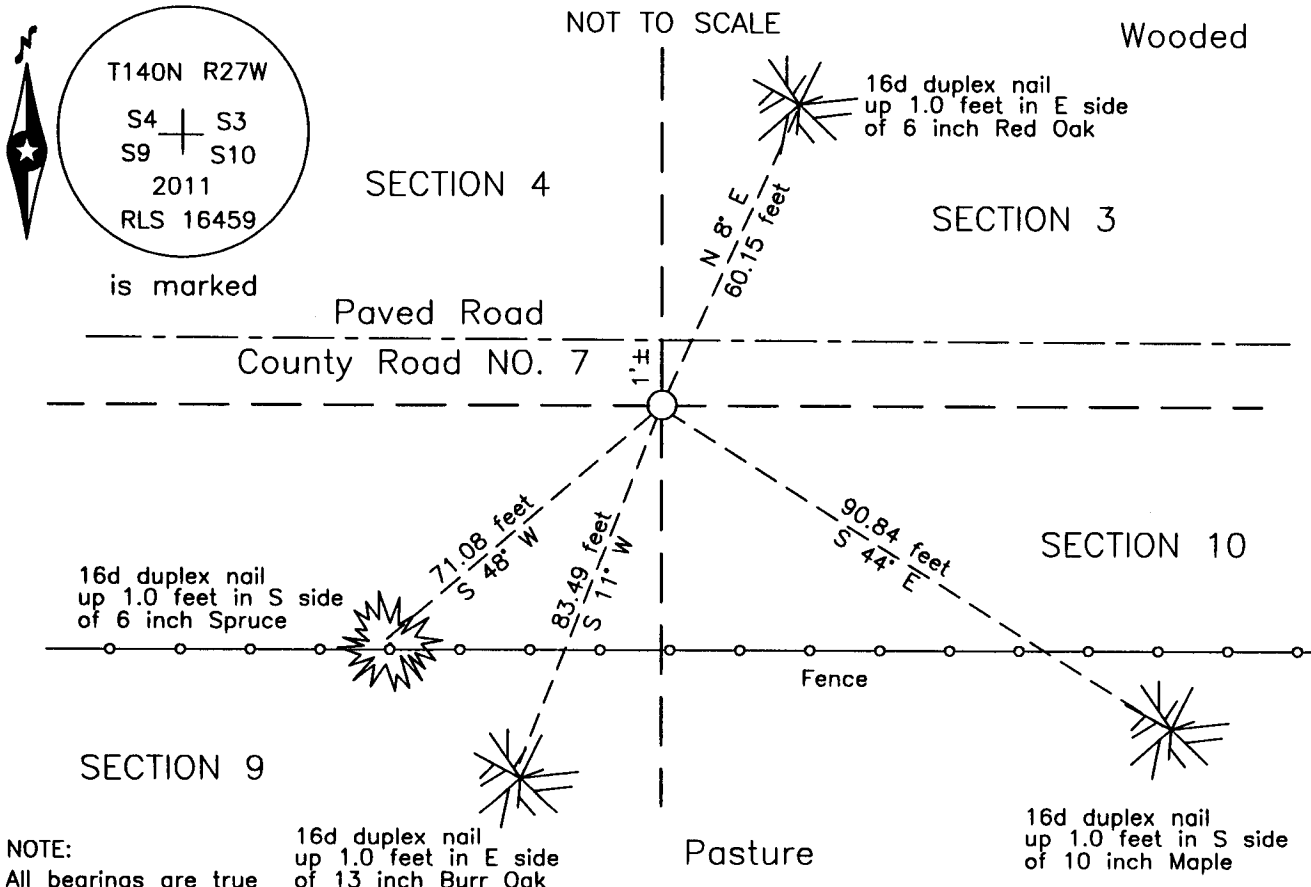 NOT TO SCALE
Wooded
N
T140N R27W
S4 S3
S9 S10
2011
RLS 16459
is marked
16d duplex nail
up 1.0 feet in E side
of 6 inch Red Oak
SECTION 4
SECTION 3
N 8° E
60.15 feet
Paved Road
County Road NO. 7
1'±
71.08 feet
S 48° W
83.49 feet
S 11° W
90.84 feet
S 44° E
SECTION 10
16d duplex nail
up 1.0 feet in S side
of 6 inch Spruce
Fence
SECTION 9
16d duplex nail
up 1.0 feet in E side
of 13 inch Burr Oak
Pasture
16d duplex nail
up 1.0 feet in S side
of 10 inch Maple
NOTE:
All bearings are true